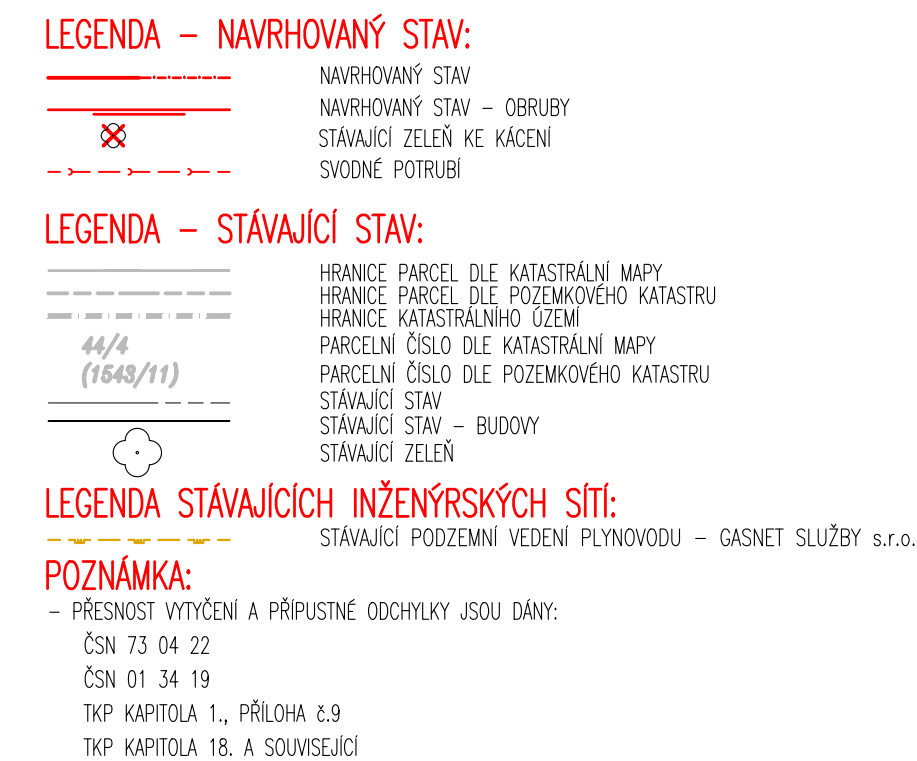 LEGENDA – NAVRHOVANÝ STAV:
NAVRHOVANÝ STAV
NAVRHOVANÝ STAV – OBRUBY
STÁVAJÍCÍ ZELEŇ KE KÁCENÍ
SVODNÉ POTRUBÍ
LEGENDA – STÁVAJÍCÍ STAV:
HRANICE PARCEL DLE KATASTRÁLNÍ MAPY
HRANICE PARCEL DLE POZEMKOVÉHO KATASTRU
HRANICE KATASTRÁLNÍHO ÚZEMÍ
44/4 PARCELNÍ ČÍSLO DLE KATASTRÁLNÍ MAPY
(1543/11) PARCELNÍ ČÍSLO DLE POZEMKOVÉHO KATASTRU
STÁVAJÍCÍ STAV
STÁVAJÍCÍ STAV – BUDOVY
STÁVAJÍCÍ ZELEŇ
LEGENDA STÁVAJÍCÍCH INŽENÝRSKÝCH SÍTÍ:
STÁVAJÍCÍ PODZEMNÍ VEDENÍ PLYNOVODU – GASNET SLUŽBY s.r.o.
POZNÁMKA:
– PŘESNOST VYTYČENÍ A PŘÍPUSTNÉ ODCHYLKY JSOU DÁNY:
ČSN 73 04 22
ČSN 01 34 19
TKP KAPITOLA 1., PŘÍLOHA č.9
TKP KAPITOLA 18. A SOUVISEJÍCÍ